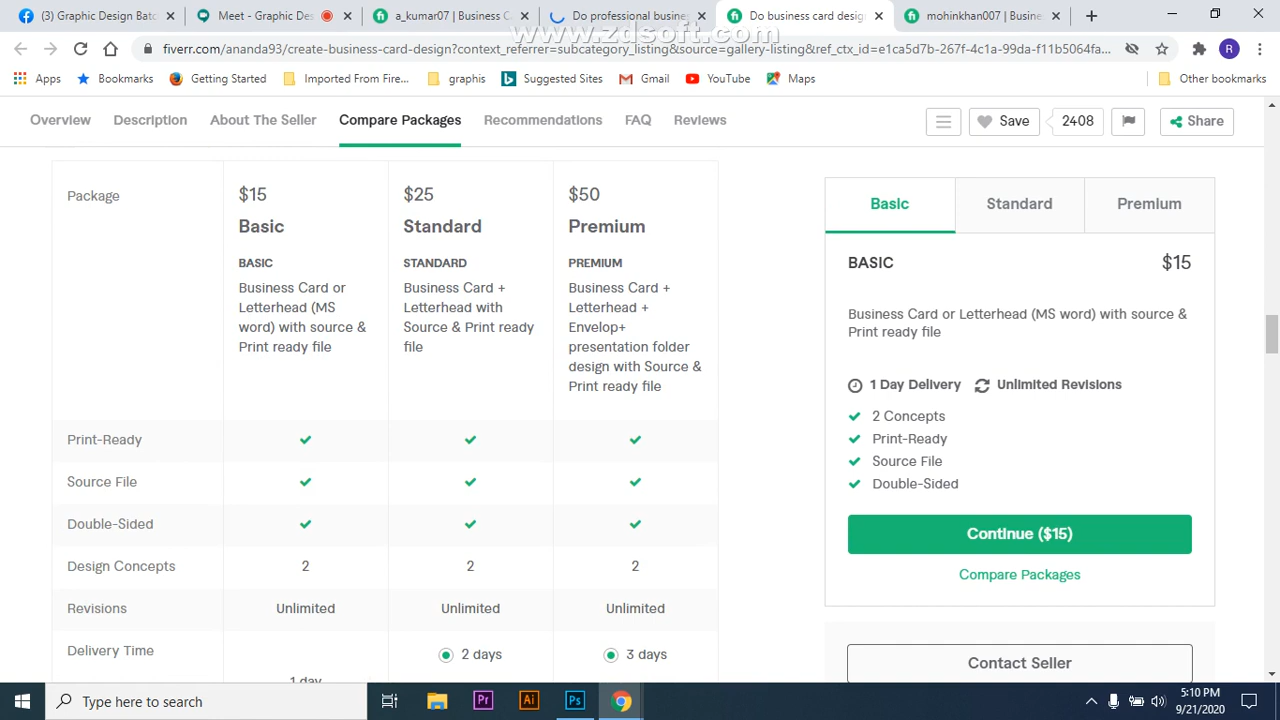 Graphic Design Batc
Meet - Graphic De
a_kumar07 | Business C
Do professional busine
Do business card desig
mohinkhan007 | Busine
www.zdsoft.com
fiverr.com/ananda93/create-business-card-design?context_referrer=subcategory_listing&source=gallery-listing&ref_ctx_id=e1ca5d7b-267f-4c1a-99da-f11b5064fa...
R
Apps
Bookmarks
Getting Started
Imported From Fire...
graphis
Suggested Sites
Gmail
YouTube
Maps
Other bookmarks
Overview
Description
About The Seller
Compare Packages
Recommendations
FAQ
Reviews
Save
2408
Share
Package
$15
Basic
BASIC
Business Card or
Letterhead (MS
word) with source &
Print ready file
$25
Standard
STANDARD
Business Card +
Letterhead with
Source & Print ready
file
$50
Premium
PREMIUM
Business Card +
Letterhead +
Envelop+
presentation folder
design with Source &
Print ready file
Print-Ready
Source File
Double-Sided
Design Concepts 2 2 2
Revisions Unlimited Unlimited Unlimited
Delivery Time 1 day 2 days 3 days
Basic
Standard
Premium
BASIC $15
Business Card or Letterhead (MS word) with source &
Print ready file
1 Day Delivery Unlimited Revisions
2 Concepts
Print-Ready
Source File
Double-Sided
Continue ($15)
Compare Packages
Contact Seller
Type here to search
Pr
Ai
Ps
5:10 PM
9/21/2020